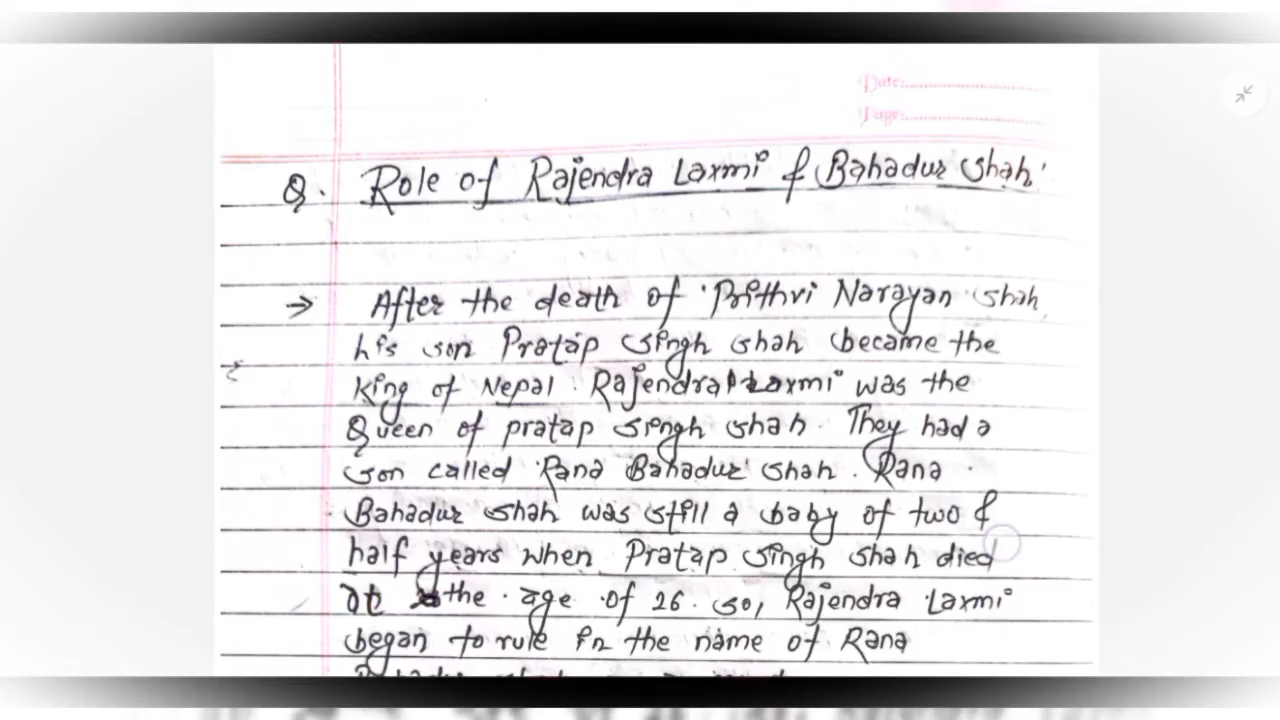 Date:
Page:
Q. Role of Rajendra Laxmi & Bahadur Shah
→ After the death of Prithvi Narayan Shah,
his son Pratap Singh Shah became the
King of Nepal. Rajendra Laxmi was the
Queen of pratap Singh Shah. They had a
son called Rana Bahadur Shah. Rana
Bahadur Shah was still a baby of two &
half years when Pratap Singh Shah died
at the age of 26. So, Rajendra Laxmi
began to rule in the name of Rana